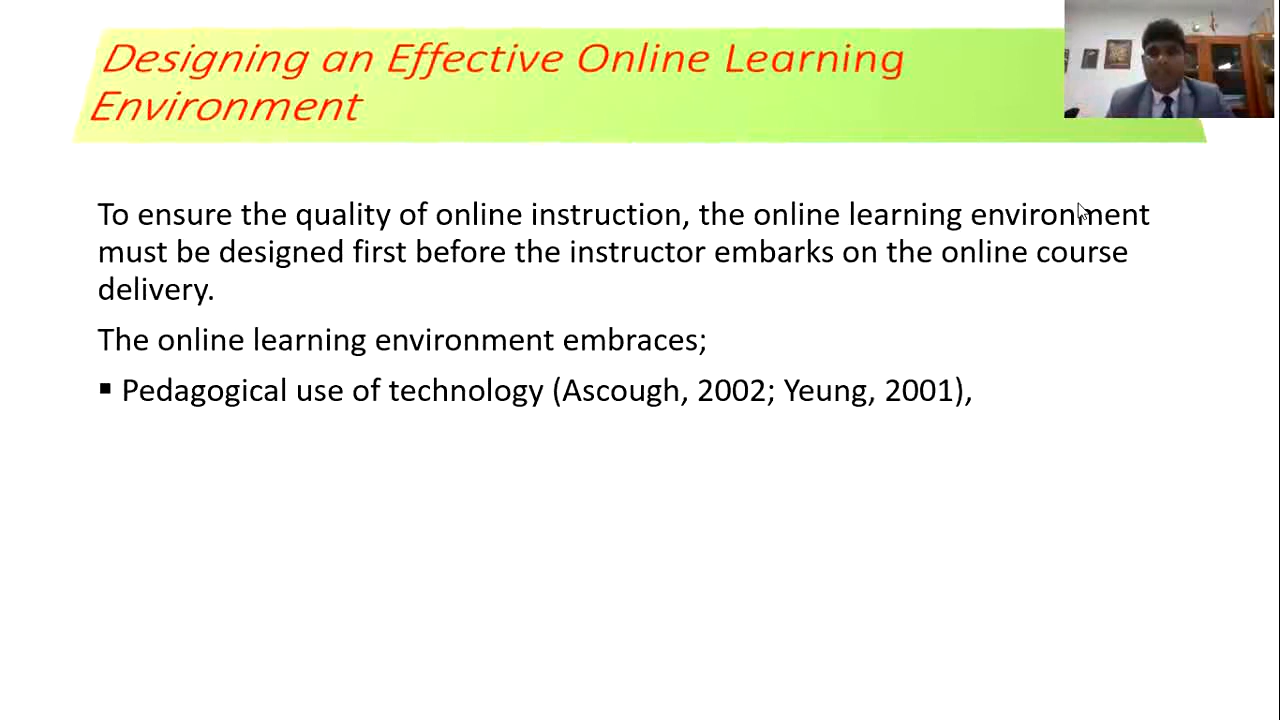 Designing an Effective Online Learning
Environment
To ensure the quality of online instruction, the online learning environment
must be designed first before the instructor embarks on the online course
delivery.
The online learning environment embraces;
▪ Pedagogical use of technology (Ascough, 2002; Yeung, 2001),